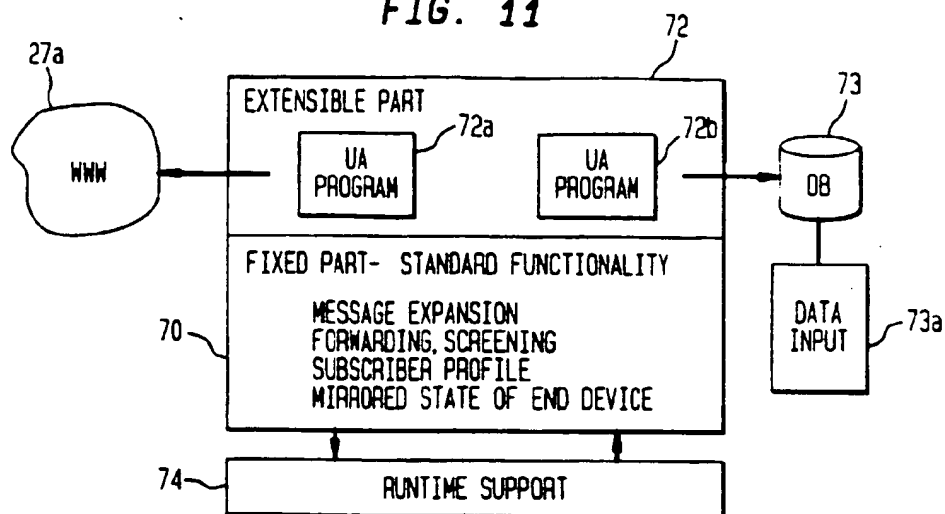 FIG. 11
72
27a
EXTENSIBLE PART
73
72a
72b
WWW
UA
PROGRAM
UA
PROGRAM
DB
FIXED PART- STANDARD FUNCTIONALITY
MESSAGE EXPANSION
FORWARDING, SCREENING
SUBSCRIBER PROFILE
MIRRORED STATE OF END DEVICE
70
DATA
INPUT
73a
74
RUNTIME SUPPORT